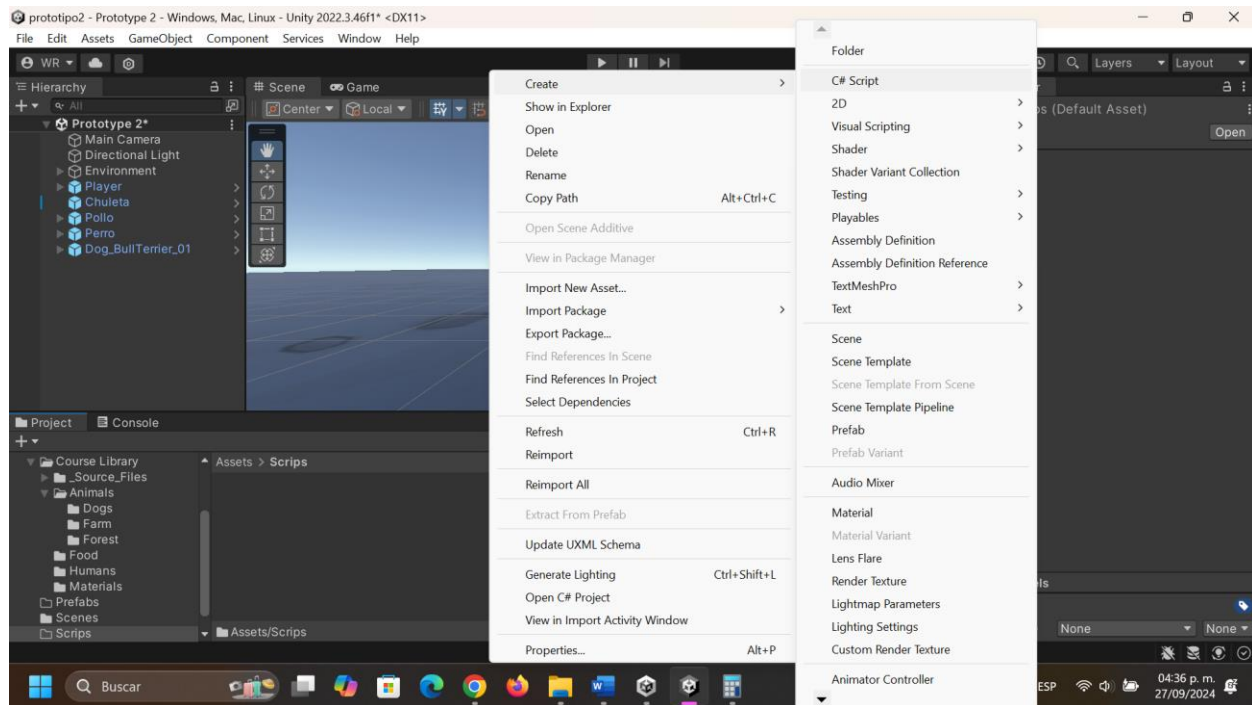 prototipo2 - Prototype 2 - Windows, Mac, Linux - Unity 2022.3.46f1* <DX11>
File Edit Assets GameObject Component Services Window Help
WR
Layers Layout
Hierarchy
All
Prototype 2*
Main Camera
Directional Light
Environment
Player
Chuleta
Pollo
Perro
Dog_BullTerrier_01
Scene Game
Center Local
Create
Show in Explorer
Open
Delete
Rename
Copy Path Alt+Ctrl+C
Open Scene Additive
View in Package Manager
Import New Asset...
Import Package
Export Package...
Find References In Scene
Find References In Project
Select Dependencies
Refresh Ctrl+R
Reimport
Reimport All
Extract From Prefab
Update UXML Schema
Generate Lighting Ctrl+Shift+L
Open C# Project
View in Import Activity Window
Properties... Alt+P
Folder
C# Script
2D
Visual Scripting
Shader
Shader Variant Collection
Testing
Playables
Assembly Definition
Assembly Definition Reference
TextMeshPro
Text
Scene
Scene Template
Scene Template From Scene
Scene Template Pipeline
Prefab
Prefab Variant
Audio Mixer
Material
Material Variant
Lens Flare
Render Texture
Lightmap Parameters
Lighting Settings
Custom Render Texture
Animator Controller
(Default Asset)
Open
None None
Project Console
Course Library
_Source_Files
Animals
Dogs
Farm
Forest
Food
Humans
Materials
Prefabs
Scenes
Scrips
Assets > Scrips
Assets/Scrips
Buscar
ESP
04:36 p. m.
27/09/2024